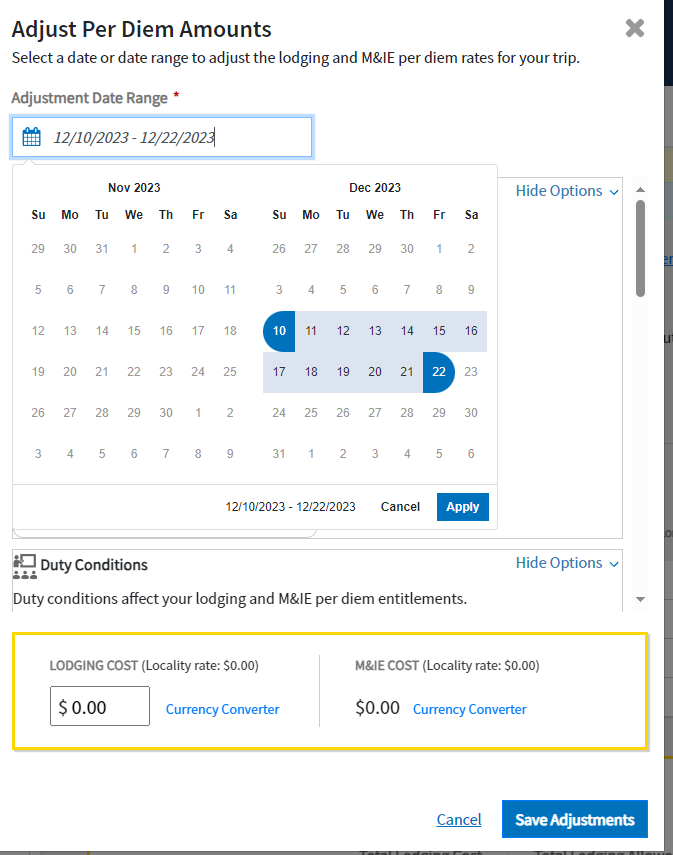 Adjust Per Diem Amounts
Select a date or date range to adjust the lodging and M&IE per diem rates for your trip.
Adjustment Date Range *
12/10/2023 - 12/22/2023
Hide Options
Nov 2023
Su Mo Tu We Th Fr Sa
29 30 31 1 2 3 4
5 6 7 8 9 10 11
12 13 14 15 16 17 18
19 20 21 22 23 24 25
26 27 28 29 30 1 2
3 4 5 6 7 8 9
Dec 2023
Su Mo Tu We Th Fr Sa
26 27 28 29 30 1 2
3 4 5 6 7 8 9
10 11 12 13 14 15 16
17 18 19 20 21 22 23
24 25 26 27 28 29 30
31 1 2 3 4 5 6
12/10/2023 - 12/22/2023 Cancel Apply
Duty Conditions
Hide Options
Duty conditions affect your lodging and M&IE per diem entitlements.
LODGING COST (Locality rate: $0.00)
$ 0.00 Currency Converter
M&IE COST (Locality rate: $0.00)
$0.00 Currency Converter
Cancel Save Adjustments